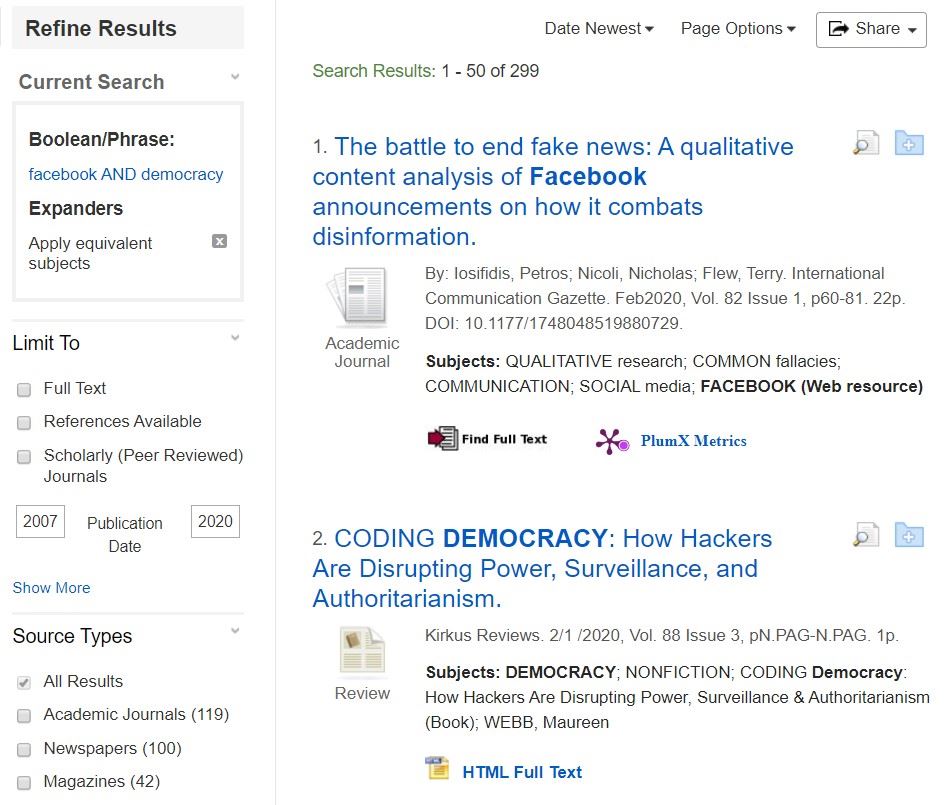 Refine Results
Current Search
Boolean/Phrase:
facebook AND democracy
Expanders
Apply equivalent
subjects
Limit To
Full Text
References Available
Scholarly (Peer Reviewed)
Journals
2007 Publication 2020
Date
Show More
Source Types
All Results
Academic Journals (119)
Newspapers (100)
Magazines (42)
Date Newest Page Options Share
Search Results: 1 - 50 of 299
1. The battle to end fake news: A qualitative
content analysis of Facebook
announcements on how it combats
disinformation.
Academic
Journal
By: Iosifidis, Petros; Nicoli, Nicholas; Flew, Terry. International
Communication Gazette. Feb2020, Vol. 82 Issue 1, p60-81. 22p.
DOI: 10.1177/1748048519880729.
Subjects: QUALITATIVE research; COMMON fallacies;
COMMUNICATION; SOCIAL media; FACEBOOK (Web resource)
Find Full Text PlumX Metrics
2. CODING DEMOCRACY: How Hackers
Are Disrupting Power, Surveillance, and
Authoritarianism.
Review
Kirkus Reviews. 2/1 /2020, Vol. 88 Issue 3, pN.PAG-N.PAG. 1p.
Subjects: DEMOCRACY; NONFICTION; CODING Democracy:
How Hackers Are Disrupting Power, Surveillance & Authoritarianism
(Book); WEBB, Maureen
HTML Full Text